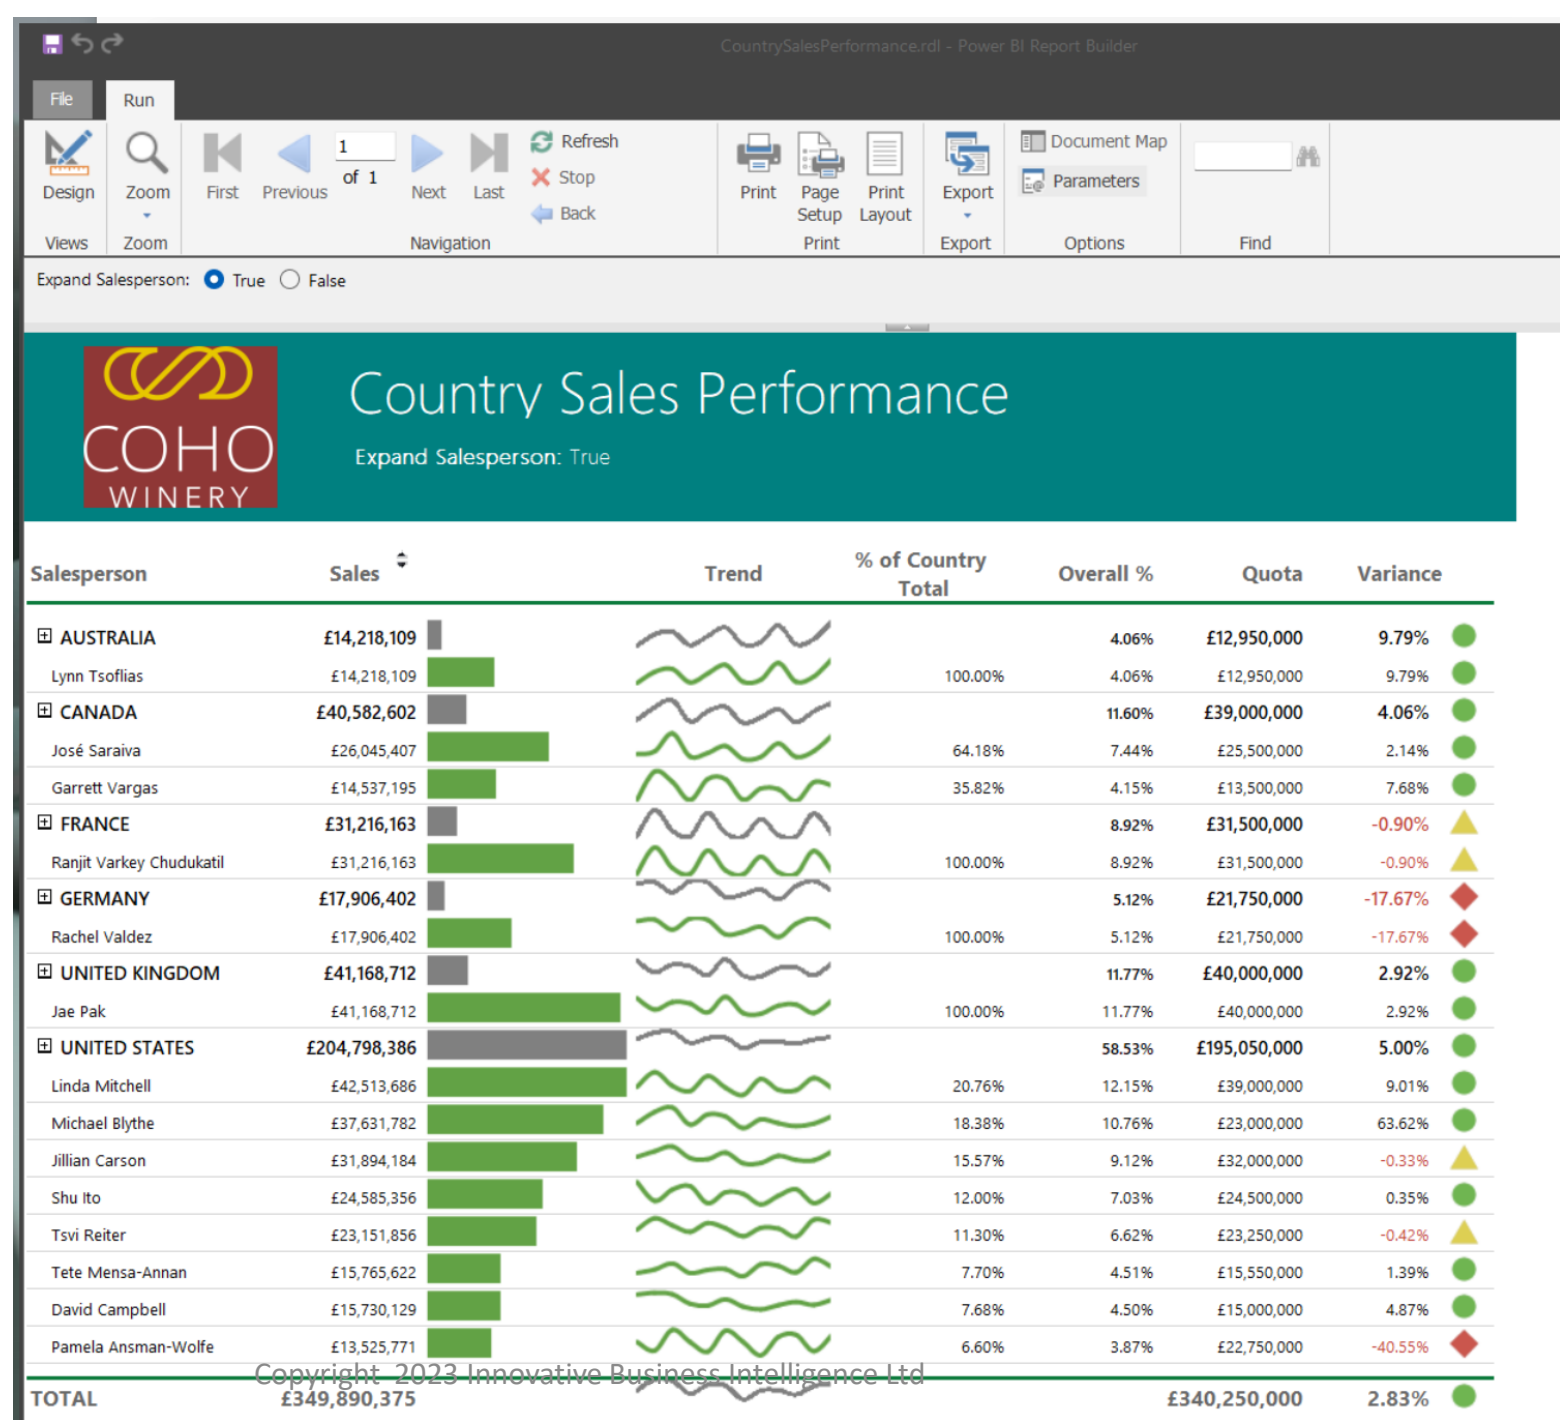 CountrySalesPerformance.rdl - Power BI Report Builder
File Run
Design Zoom First Previous 1 of 1 Next Last Refresh Stop Back Print Page Setup Print Layout Export Document Map Parameters
Views Zoom Navigation Print Export Options Find
Expand Salesperson: True False
COHO
WINERY
Country Sales Performance
Expand Salesperson: True
Salesperson Sales Trend % of Country Total Overall % Quota Variance
AUSTRALIA £14,218,109 4.06% £12,950,000 9.79%
Lynn Tsoflias £14,218,109 100.00% 4.06% £12,950,000 9.79%
CANADA £40,582,602 11.60% £39,000,000 4.06%
José Saraiva £26,045,407 64.18% 7.44% £25,500,000 2.14%
Garrett Vargas £14,537,195 35.82% 4.15% £13,500,000 7.68%
FRANCE £31,216,163 8.92% £31,500,000 -0.90%
Ranjit Varkey Chudukatil £31,216,163 100.00% 8.92% £31,500,000 -0.90%
GERMANY £17,906,402 5.12% £21,750,000 -17.67%
Rachel Valdez £17,906,402 100.00% 5.12% £21,750,000 -17.67%
UNITED KINGDOM £41,168,712 11.77% £40,000,000 2.92%
Jae Pak £41,168,712 100.00% 11.77% £40,000,000 2.92%
UNITED STATES £204,798,386 58.53% £195,050,000 5.00%
Linda Mitchell £42,513,686 20.76% 12.15% £39,000,000 9.01%
Michael Blythe £37,631,782 18.38% 10.76% £23,000,000 63.62%
Jillian Carson £31,894,184 15.57% 9.12% £32,000,000 -0.33%
Shu Ito £24,585,356 12.00% 7.03% £24,500,000 0.35%
Tsvi Reiter £23,151,856 11.30% 6.62% £23,250,000 -0.42%
Tete Mensa-Annan £15,765,622 7.70% 4.51% £15,550,000 1.39%
David Campbell £15,730,129 7.68% 4.50% £15,000,000 4.87%
Pamela Ansman-Wolfe £13,525,771 6.60% 3.87% £22,750,000 -40.55%
Copyright 2023 Innovative Business Intelligence Ltd
TOTAL £349,890,375 £340,250,000 2.83%